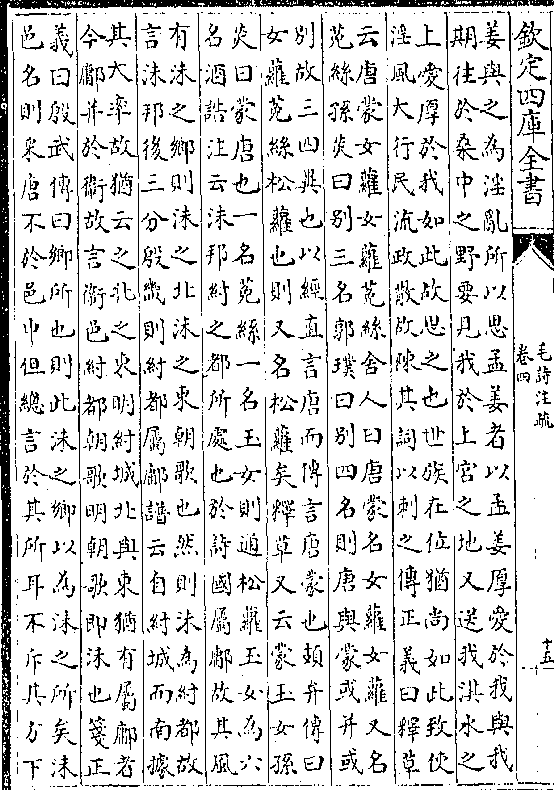 欽定四庫全書
毛詩注疏
卷四
十五
姜與之為淫亂所以思孟姜者以孟姜厚愛於我與我
期往於桑中之野要見我於上宮之地又送我淇水之
上愛厚於我如此故思之也世族在位猶尚如此致使
淫風大行民流政散故陳其詞以刺之傳正義曰釋草
云唐蒙女蘿女蘿菟絲舍人曰唐蒙名女蘿女蘿又名
菟絲孫炎曰别三名郭璞曰别四名則唐與蒙或并或
别故三四異也以經直言唐而傳言唐蒙也頍弁傳曰
女蘿菟絲松蘿也則又名松蘿矣釋草又云蒙玉女孫
炎曰蒙唐也一名菟絲一名玉女則通松蘿玉女為六
名酒誥注云沬邦紂之都所處也於詩國屬鄘故其風
有沬之鄉則沬之北沬之東朝歌也然則沬為紂都故
言沬邦後三分殷畿則紂都屬鄘譜云自紂城而南據
其大率故猶云之北之東明紂城北與東猶有屬鄘者
今鄘并於衛故言衛邑紂都朝歌明朝歌即沬也箋正
義曰殷武傳曰鄉所也則此沬之鄉以為沬之所矣沬
邑名則采唐不於邑中但總言於其所耳不斥其方下